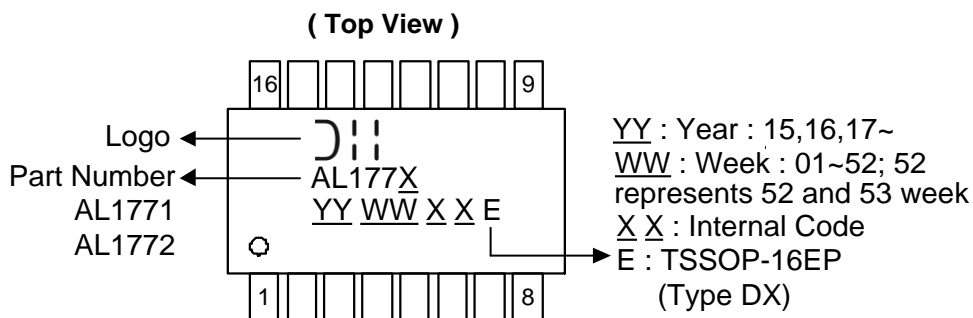 ( Top View )
16
9
Logo
Part Number
AL1771
AL1772
AL177X
YY WW X X E
1
8
YY : Year : 15,16,17~
WW : Week : 01~52; 52
represents 52 and 53 week
X X : Internal Code
E : TSSOP-16EP
(Type DX)